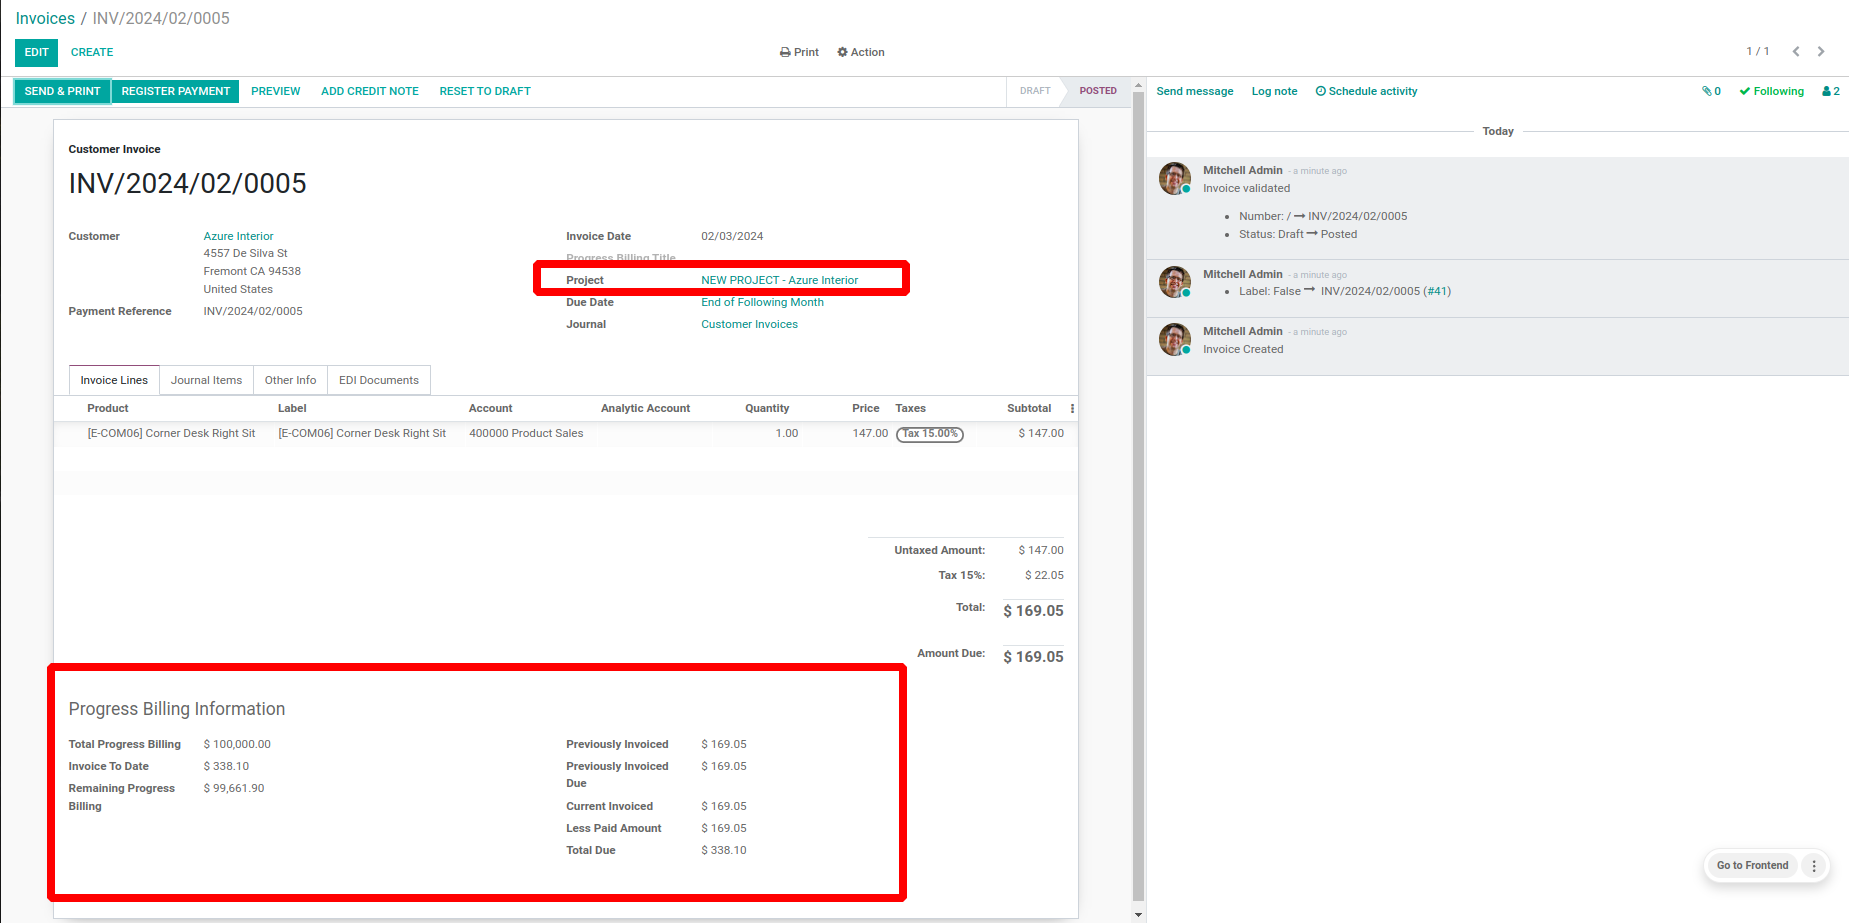 Invoices / INV/2024/02/0005
EDIT CREATE Print Action 1 / 1
SEND & PRINT REGISTER PAYMENT PREVIEW ADD CREDIT NOTE RESET TO DRAFT DRAFT POSTED
Customer Invoice
INV/2024/02/0005
Customer Azure Interior
4557 De Silva St
Fremont CA 94538
United States
Payment Reference INV/2024/02/0005
Invoice Date 02/03/2024
Progress Billing Title
Project NEW PROJECT - Azure Interior
Due Date End of Following Month
Journal Customer Invoices
Invoice Lines Journal Items Other Info EDI Documents
Product Label Account Analytic Account Quantity Price Taxes Subtotal
[E-COM06] Corner Desk Right Sit [E-COM06] Corner Desk Right Sit 400000 Product Sales 1.00 147.00 Tax 15.00% $ 147.00
Untaxed Amount: $ 147.00
Tax 15%: $ 22.05
Total: $ 169.05
Amount Due: $ 169.05
Progress Billing Information
Total Progress Billing $ 100,000.00
Invoice To Date $ 338.10
Remaining Progress $ 99,661.90
Billing
Previously Invoiced $ 169.05
Previously Invoiced $ 169.05
Due
Current Invoiced $ 169.05
Less Paid Amount $ 169.05
Total Due $ 338.10
Send message Log note Schedule activity 0 Following 2
Today
Mitchell Admin - a minute ago
Invoice validated
• Number: / → INV/2024/02/0005
• Status: Draft → Posted
Mitchell Admin - a minute ago
• Label: False → INV/2024/02/0005 (#41)
Mitchell Admin - a minute ago
Invoice Created
Go to Frontend